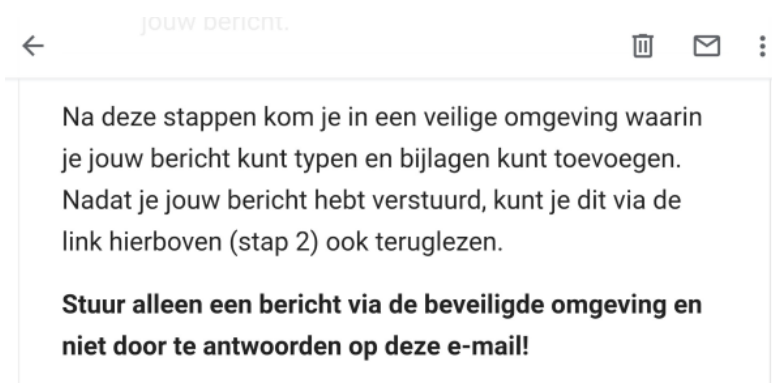 jouw bericht.
Na deze stappen kom je in een veilige omgeving waarin
je jouw bericht kunt typen en bijlagen kunt toevoegen.
Nadat je jouw bericht hebt verstuurd, kunt je dit via de
link hierboven (stap 2) ook teruglezen.
Stuur alleen een bericht via de beveiligde omgeving en
niet door te antwoorden op deze e-mail!